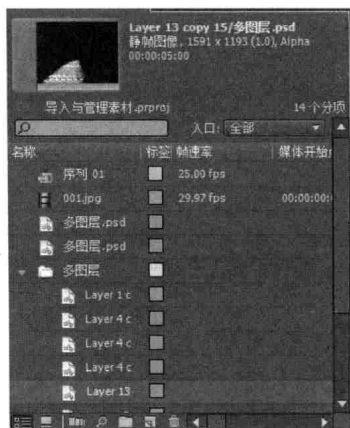 Layer 13 copy 15/多图层.psd
静帧图像, 1591 x 1193 (1.0), Alpha
00:00:05:00
导入与管理素材.prproj 14 个分项
入口: 全部
名称 标签 帧速率 媒体开始
序列 01 25.00 fps
001.jpg 29.97 fps 00:00:00:
多图层.psd
多图层.psd
多图层
Layer 1 c
Layer 4 c
Layer 4 c
Layer 4 c
Layer 13